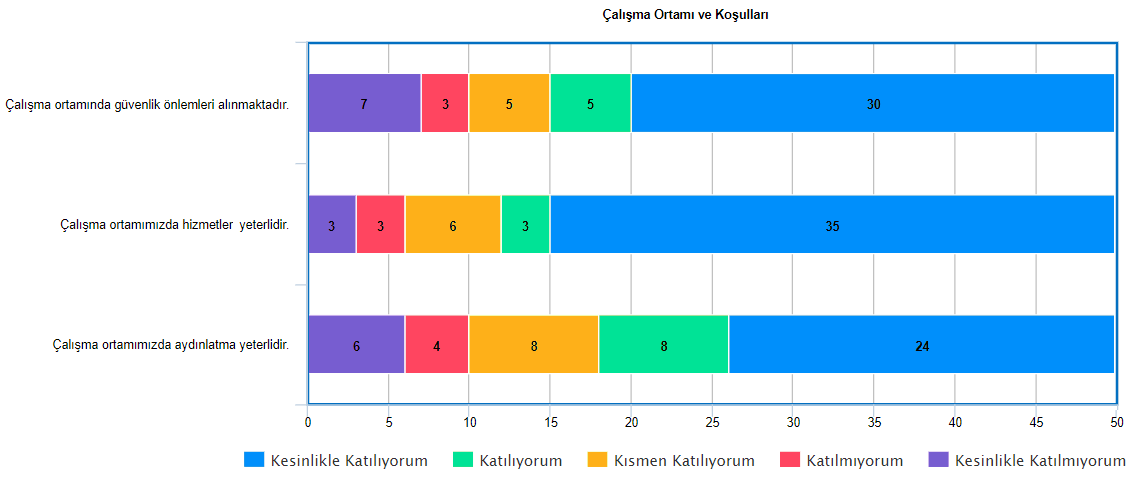 Çalışma Ortamı ve Koşulları
Çalışma ortamında güvenlik önlemleri alınmaktadır.
7 3 5 5 30
Çalışma ortamımızda hizmetler  yeterlidir.
3 3 6 3 35
Çalışma ortamımızda aydınlatma yeterlidir.
6 4 8 8 24
0 5 10 15 20 25 30 35 40 45 50
Kesinlikle Katılıyorum Katılıyorum Kısmen Katılıyorum Katılmıyorum Kesinlikle Katılmıyorum